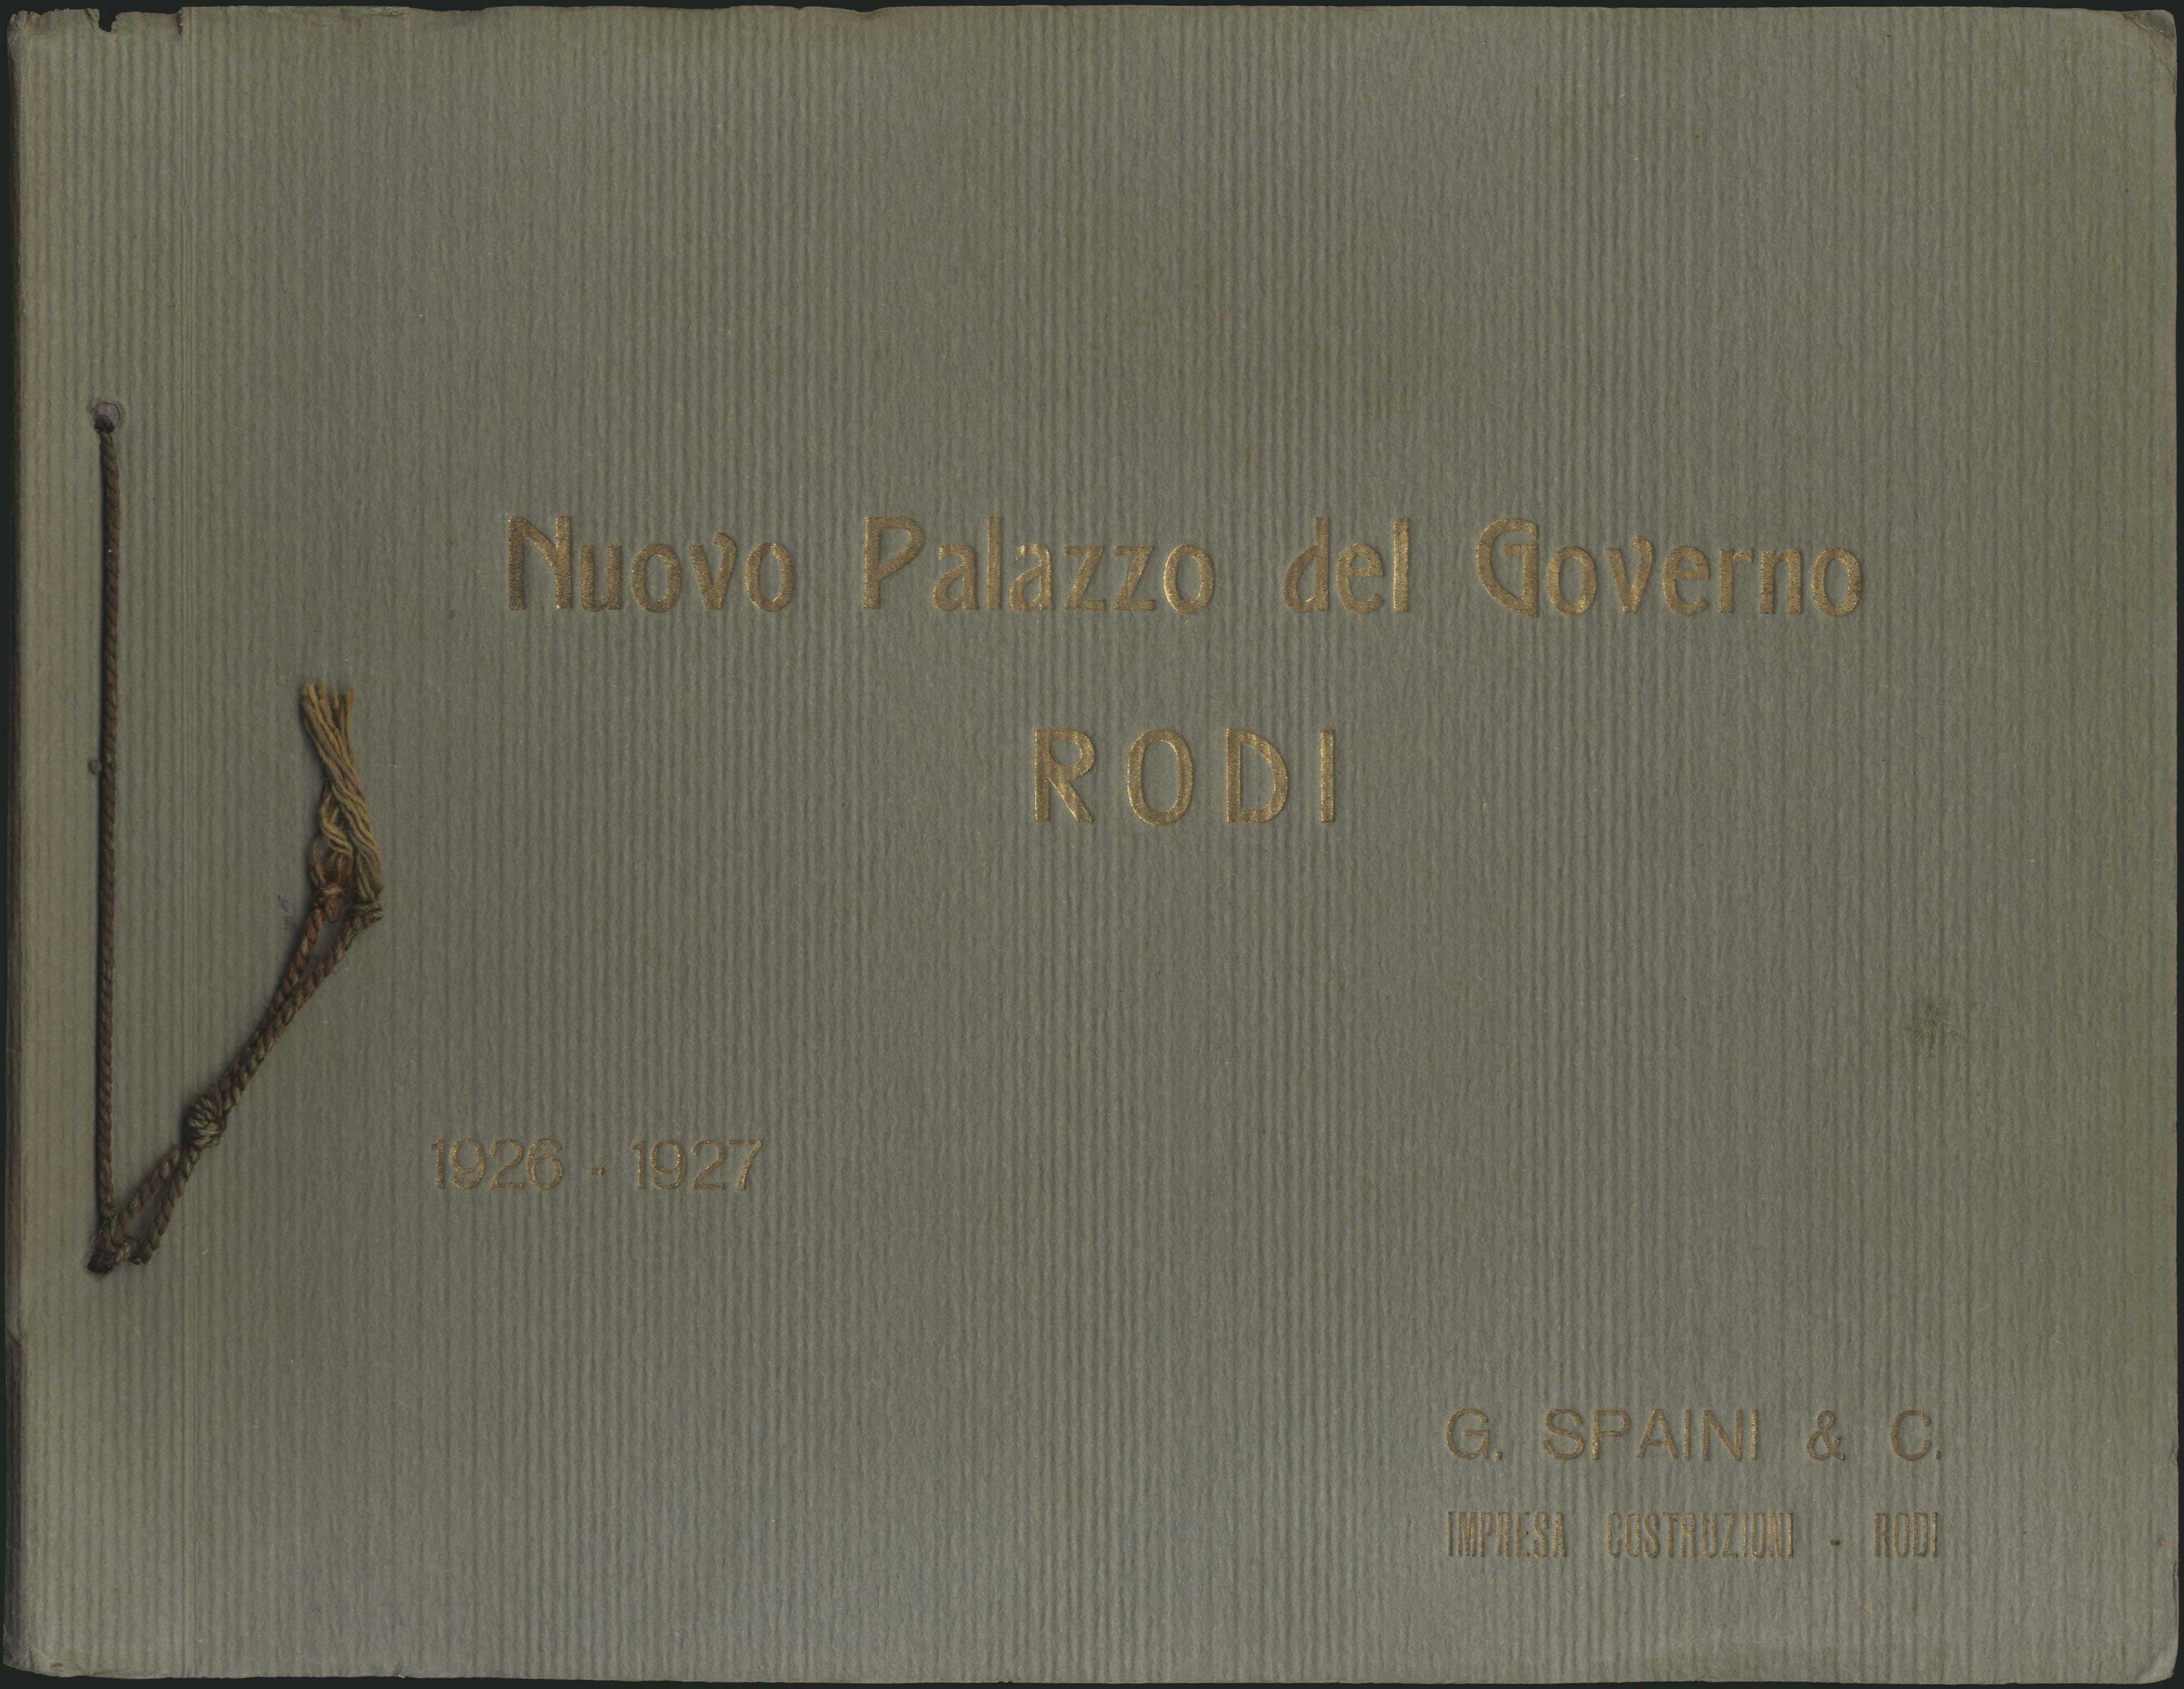 Nuovo Palazzo del Governo
RODI
1926 - 1927
G. SPAINI & C.
IMPRESA COSTRUZIONI - RODI